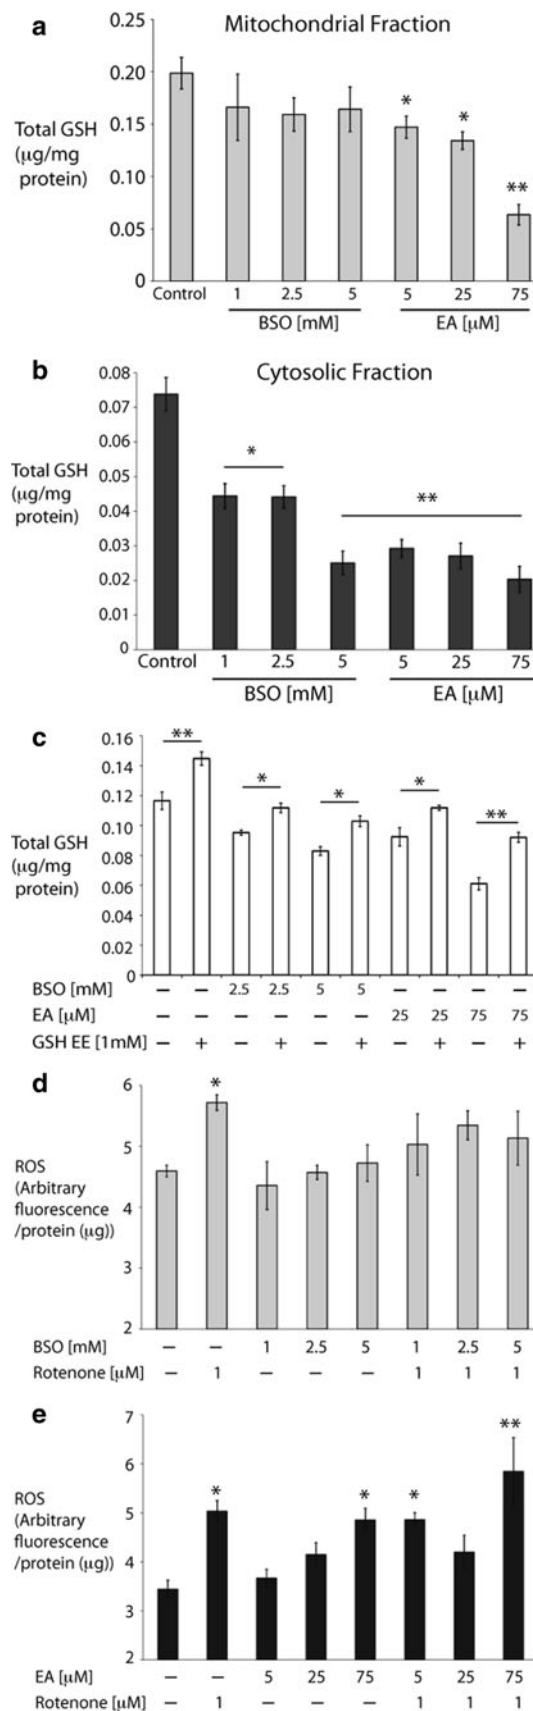 a
Mitochondrial Fraction
0.25
0.20
0.15
0.10
0.05
0
Total GSH
(μg/mg
protein)
* * **
Control 1 2.5 5 5 25 75
BSO [mM] EA [μM]
b
Cytosolic Fraction
0.08
0.07
0.06
0.05
0.04
0.03
0.02
0.01
0
Total GSH
(μg/mg
protein)
* **
Control 1 2.5 5 5 25 75
BSO [mM] EA [μM]
c
0.16
0.14
0.12
0.10
0.08
0.06
0.04
0.02
0
Total GSH
(μg/mg
protein)
** * * * **
BSO [mM] – – 2.5 2.5 5 5 – – – –
EA [μM] – – – – – – 25 25 75 75
GSH EE [1mM] – + – + – + – + – +
d
6
5
4
3
2
ROS
(Arbitrary
fluorescence
/protein (μg))
*
BSO [mM] – – 1 2.5 5 1 2.5 5
Rotenone [μM] – 1 – – – 1 1 1
e
7
6
5
4
3
2
ROS
(Arbitrary
fluorescence
/protein (μg))
* * * **
EA [μM] – – 5 25 75 5 25 75
Rotenone [μM] – 1 – – – 1 1 1